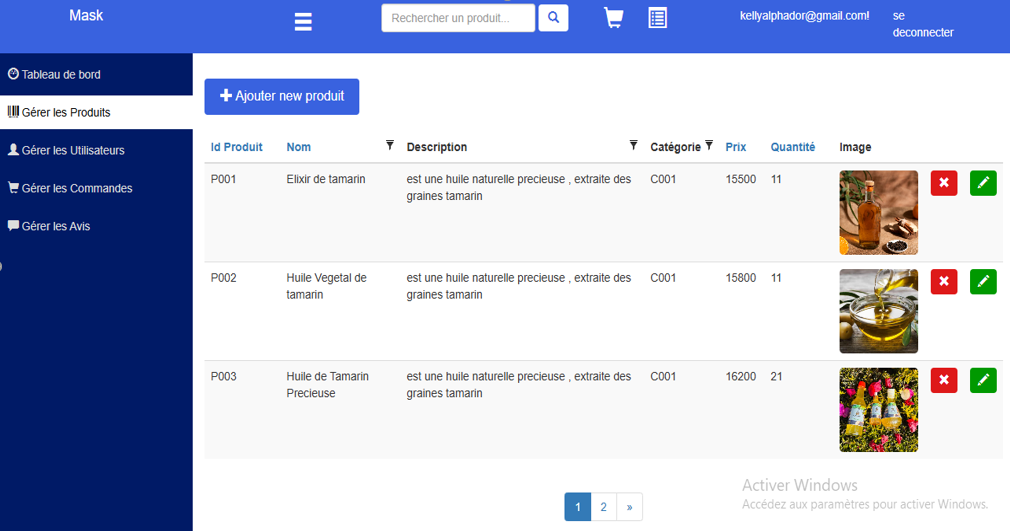 Mask
Rechercher un produit...
kellyalphador@gmail.com!
se
deconnecter
Tableau de bord
Gérer les Produits
Gérer les Utilisateurs
Gérer les Commandes
Gérer les Avis
Ajouter new produit
Id Produit Nom Description Catégorie Prix Quantité Image
P001 Elixir de tamarin est une huile naturelle precieuse , extraite des C001 15500 11
graines tamarin
P002 Huile Vegetal de est une huile naturelle precieuse , extraite des C001 15800 11
tamarin graines tamarin
P003 Huile de Tamarin est une huile naturelle precieuse , extraite des C001 16200 21
Precieuse graines tamarin
1 2 »
Activer Windows
Accédez aux paramètres pour activer Windows.